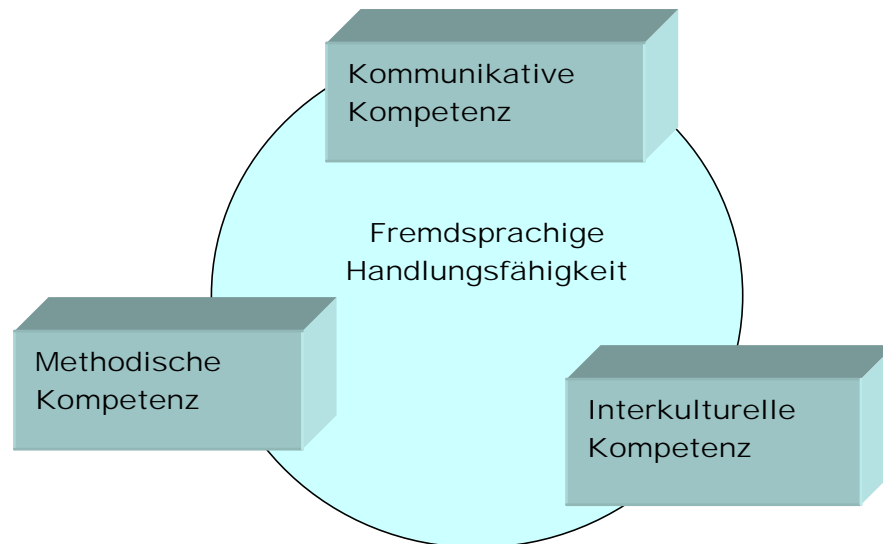 Kommunikative
Kompetenz
Fremdsprachige
Handlungsfähigkeit
Methodische
Kompetenz
Interkulturelle
Kompetenz